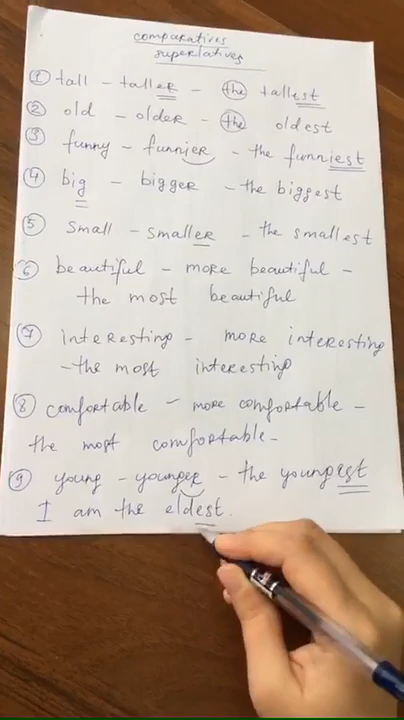 comparatives
superlatives
① tall - taller - the tallest
② old - older - the oldest
③ funny - funnier - the funniest
④ big - bigger - the biggest
⑤ small - smaller - the smallest
⑥ beautiful - more beautiful -
the most beautiful
⑦ interesting - more interesting
- the most interesting
⑧ comfortable - more comfortable -
the most comfortable -
⑨ young - younger - the youngest
I am the eldest.